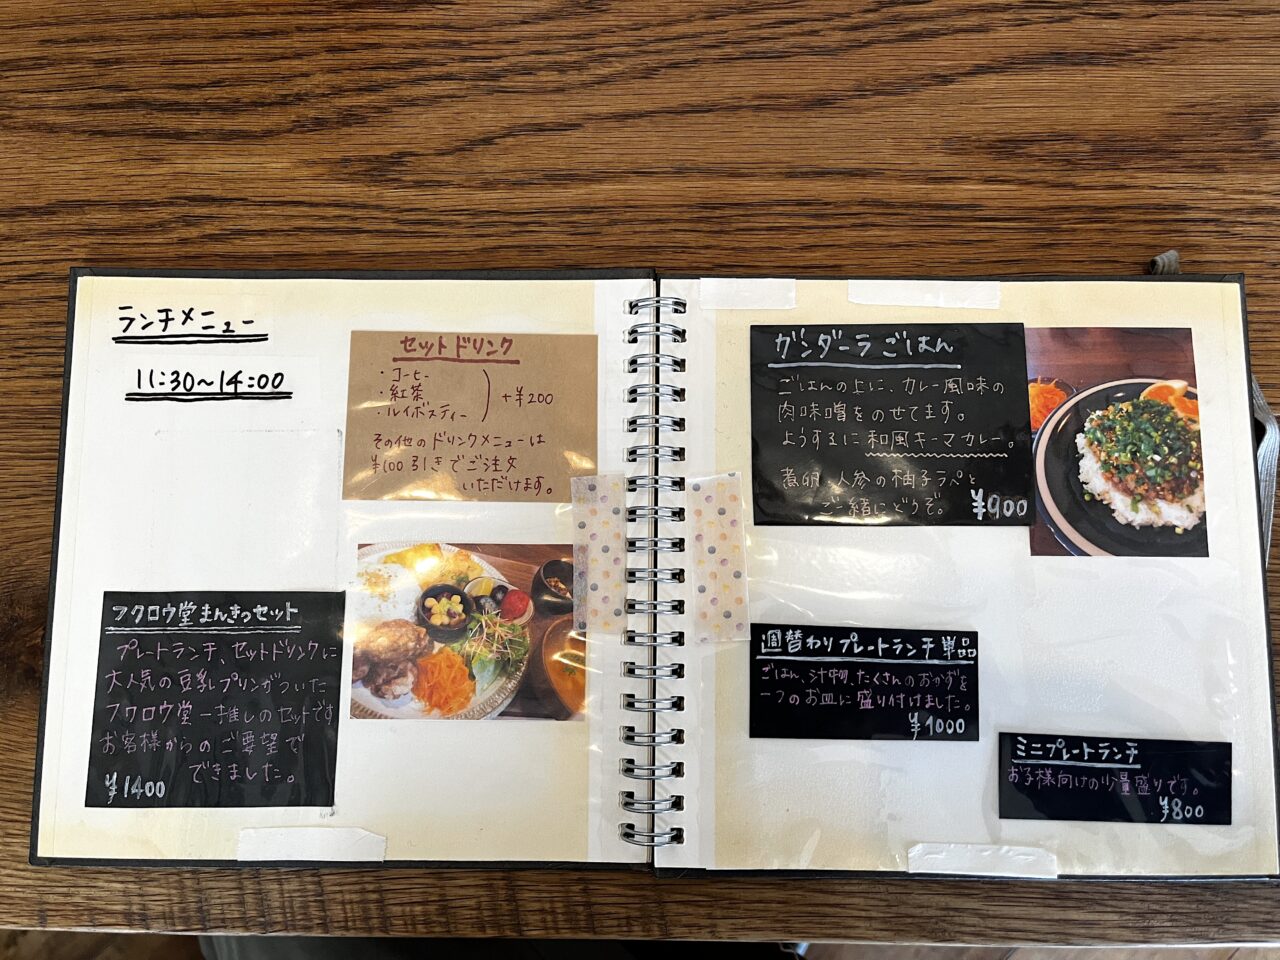 ランチメニュー
11:30〜14:00
セットドリンク
・コーヒー
・紅茶
・ルイボスティー
+¥200
その他のドリンクメニューは
¥100引きでご注文
いただけます。
フクロウ堂まんきつセット
プレートランチ、セットドリンクに
大人気の豆乳プリンがついた
フクロウ堂一推しのセットです
お客様からのご要望で
できました。
¥1400
ガンダーラごはん
ごはんの上に、カレー風味の
肉味噌をのせてます。
ようするに和風キーマカレー。
煮卵、人参の柚子ラペと
ご一緒にどうぞ。
¥900
週替わりプレートランチ単品
ごはん、汁物、たくさんのおかずを
一つのお皿に盛り付けました。
¥1000
ミニプレートランチ
お子様向けの少量盛りです。
¥800